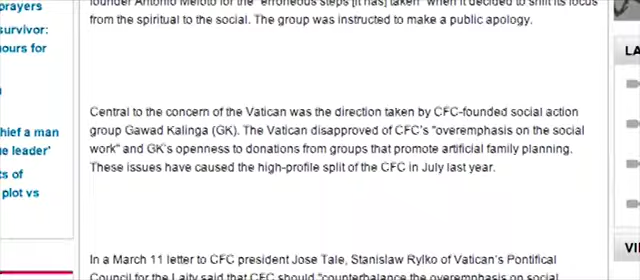 prayers
survivor:
ours for
hief a man
e leader'
s of
plot vs
founder Antonio Meloto for the "erroneous steps [it has] taken" when it decided to shift its focus
from the spiritual to the social. The group was instructed to make a public apology.
Central to the concern of the Vatican was the direction taken by CFC-founded social action
group Gawad Kalinga (GK). The Vatican disapproved of CFC's "overemphasis on the social
work" and GK's openness to donations from groups that promote artificial family planning.
These issues have caused the high-profile split of the CFC in July last year.
In a March 11 letter to CFC president Jose Tale, Stanislaw Rylko of Vatican's Pontifical
Council for the Laity said that CFC should "counterbalance the overemphasis on social
LA
VI